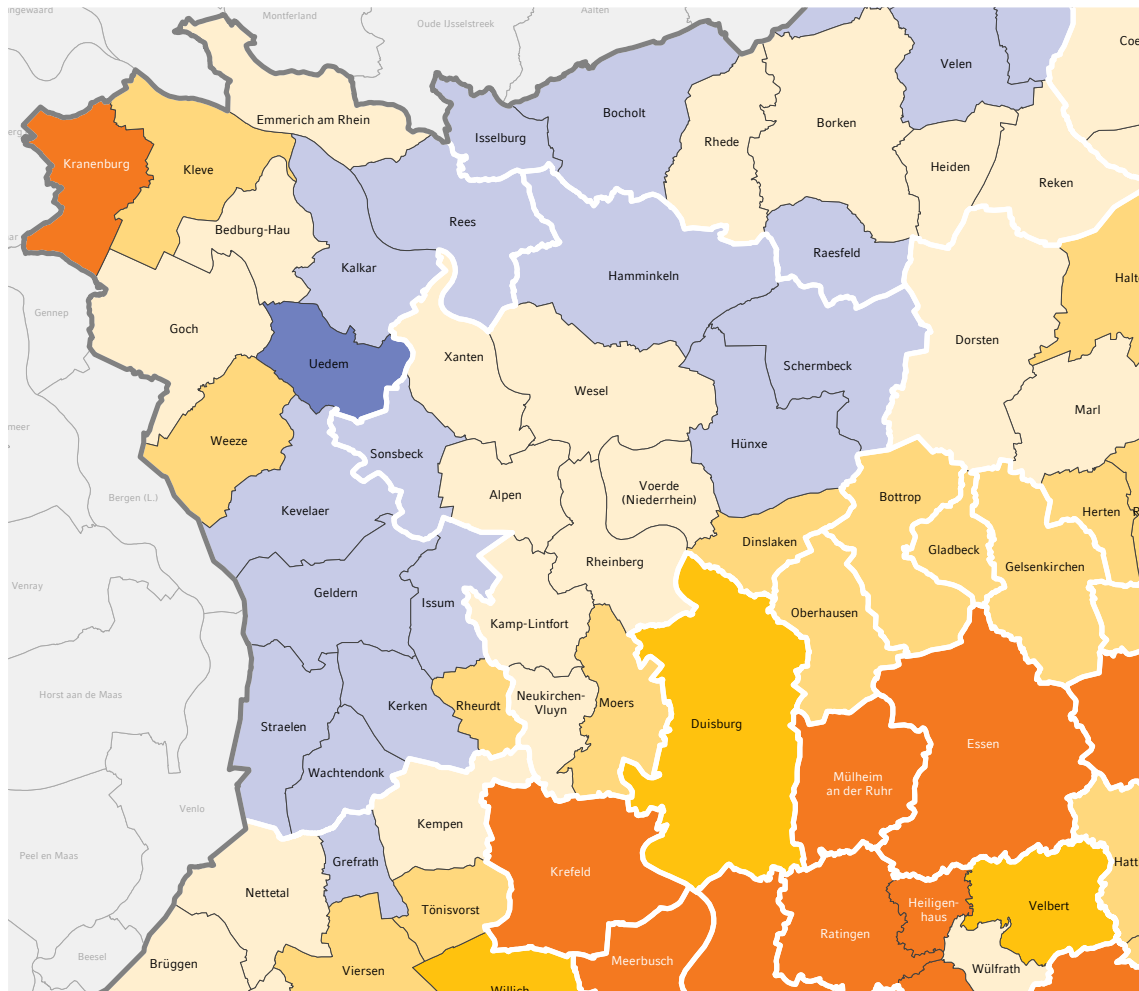 ngewaard
Montferland
Oude IJsselstreek
Aalten
Coe
Velen
Emmerich am Rhein
Bocholt
Isselburg
Borken
Rhede
Kranenburg
Kleve
Heiden
Reken
Rees
Bedburg-Hau
Raesfeld
Kalkar
Hamminkeln
Halte
Gennep
Goch
Dorsten
Xanten
Uedem
Schermbeck
Wesel
Marl
Weeze
Hünxe
Sonsbeck
meer
Voerde
(Niederrhein)
Alpen
Bottrop
Bergen (L.)
Kevelaer
Herten
R
Dinslaken
Gladbeck
Rheinberg
Gelsenkirchen
Venray
Geldern
Issum
Oberhausen
Kamp-Lintfort
Horst aan de Maas
Neukirchen-
Vluyn
Moers
Kerken
Rheurdt
Straelen
Duisburg
Essen
Wachtendonk
Mülheim
an der Ruhr
Venlo
Kempen
Peel en Maas
Grefrath
Hatt
Krefeld
Nettetal
Tönisvorst
Heiligen-
haus
Velbert
Ratingen
Beesel
Brüggen
Viersen
Meerbusch
Wülfrath
Willich